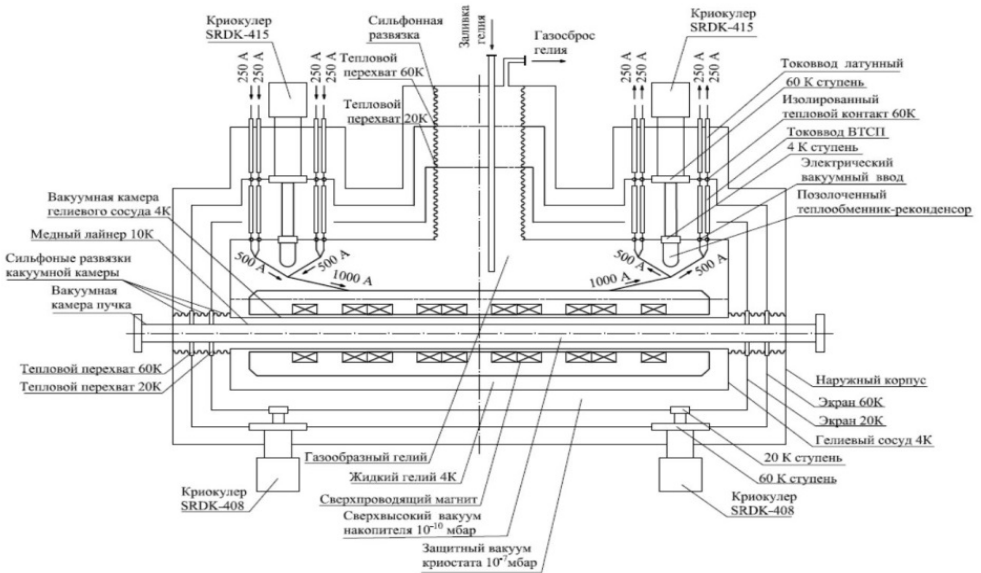 Криокулер
SRDK-415
Сильфонная
развязка
Заливка
гелия
Газосброс
гелия
Криокулер
SRDK-415
250 А
250 А
250 А
250 А
Тепловой
перехват 60К
Тепловой
перехват 20К
250 А
250 А
250 А
250 А
Токоввод латунный
60 К ступень
Изолированный
тепловой контакт 60К
Токоввод ВТСП
4 К ступень
Электрический
вакуумный ввод
Позолоченный
теплообменник-реконденсор
Вакуумная камера
гелиевого сосуда 4К
Медный лайнер 10К
Сильфоные развязки
какуумной камеры
Вакуумная
камера пучка
500 А
500 А
1000 А
1000 А
500 А
500 А
Тепловой перехват 60К
Тепловой перехват 20К
Наружный корпус
Экран 60К
Экран 20К
Гелиевый сосуд 4К
20 К ступень
60 К ступень
Газообразный гелий
Жидкий гелий 4К
Сверхпроводящий магнит
Сверхвысокий вакуум
накопителя 10⁻¹⁰ мбар
Защитный вакуум
криостата 10⁻⁷мбар
Криокулер
SRDK-408
Криокулер
SRDK-408